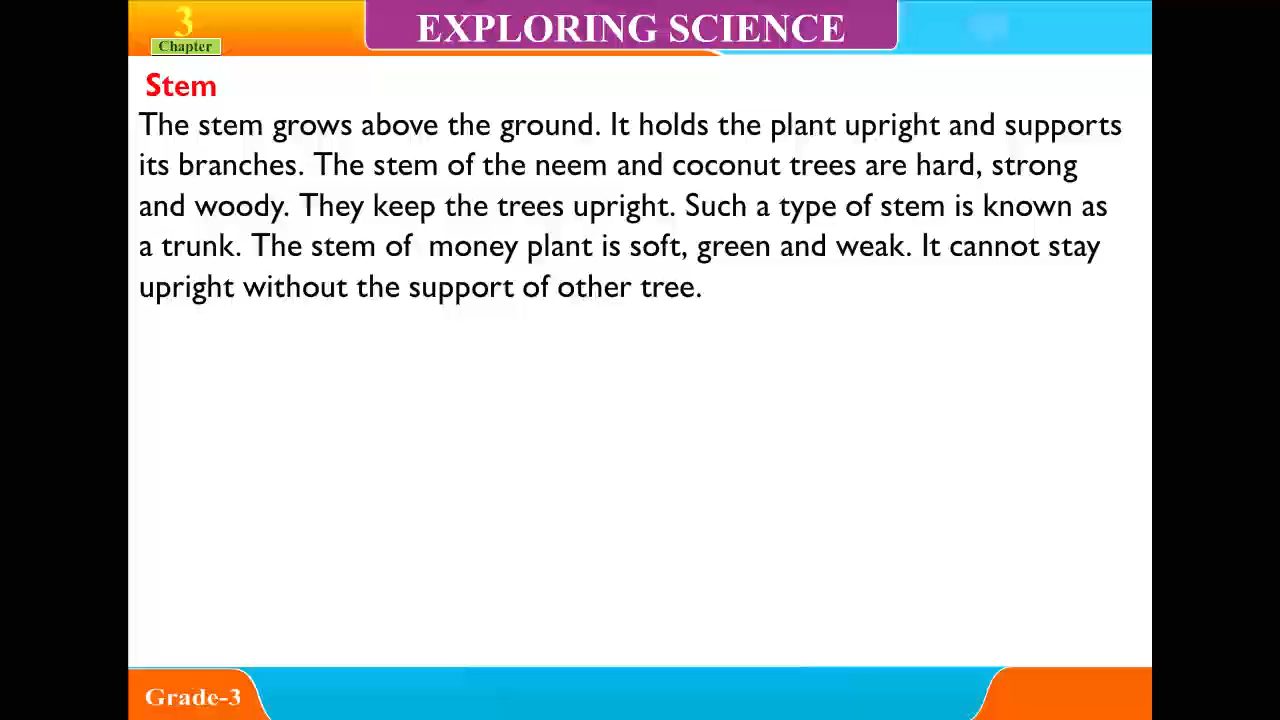 3
Chapter
EXPLORING SCIENCE
Stem
The stem grows above the ground. It holds the plant upright and supports
its branches. The stem of the neem and coconut trees are hard, strong
and woody. They keep the trees upright. Such a type of stem is known as
a trunk. The stem of  money plant is soft, green and weak. It cannot stay
upright without the support of other tree.
Grade-3